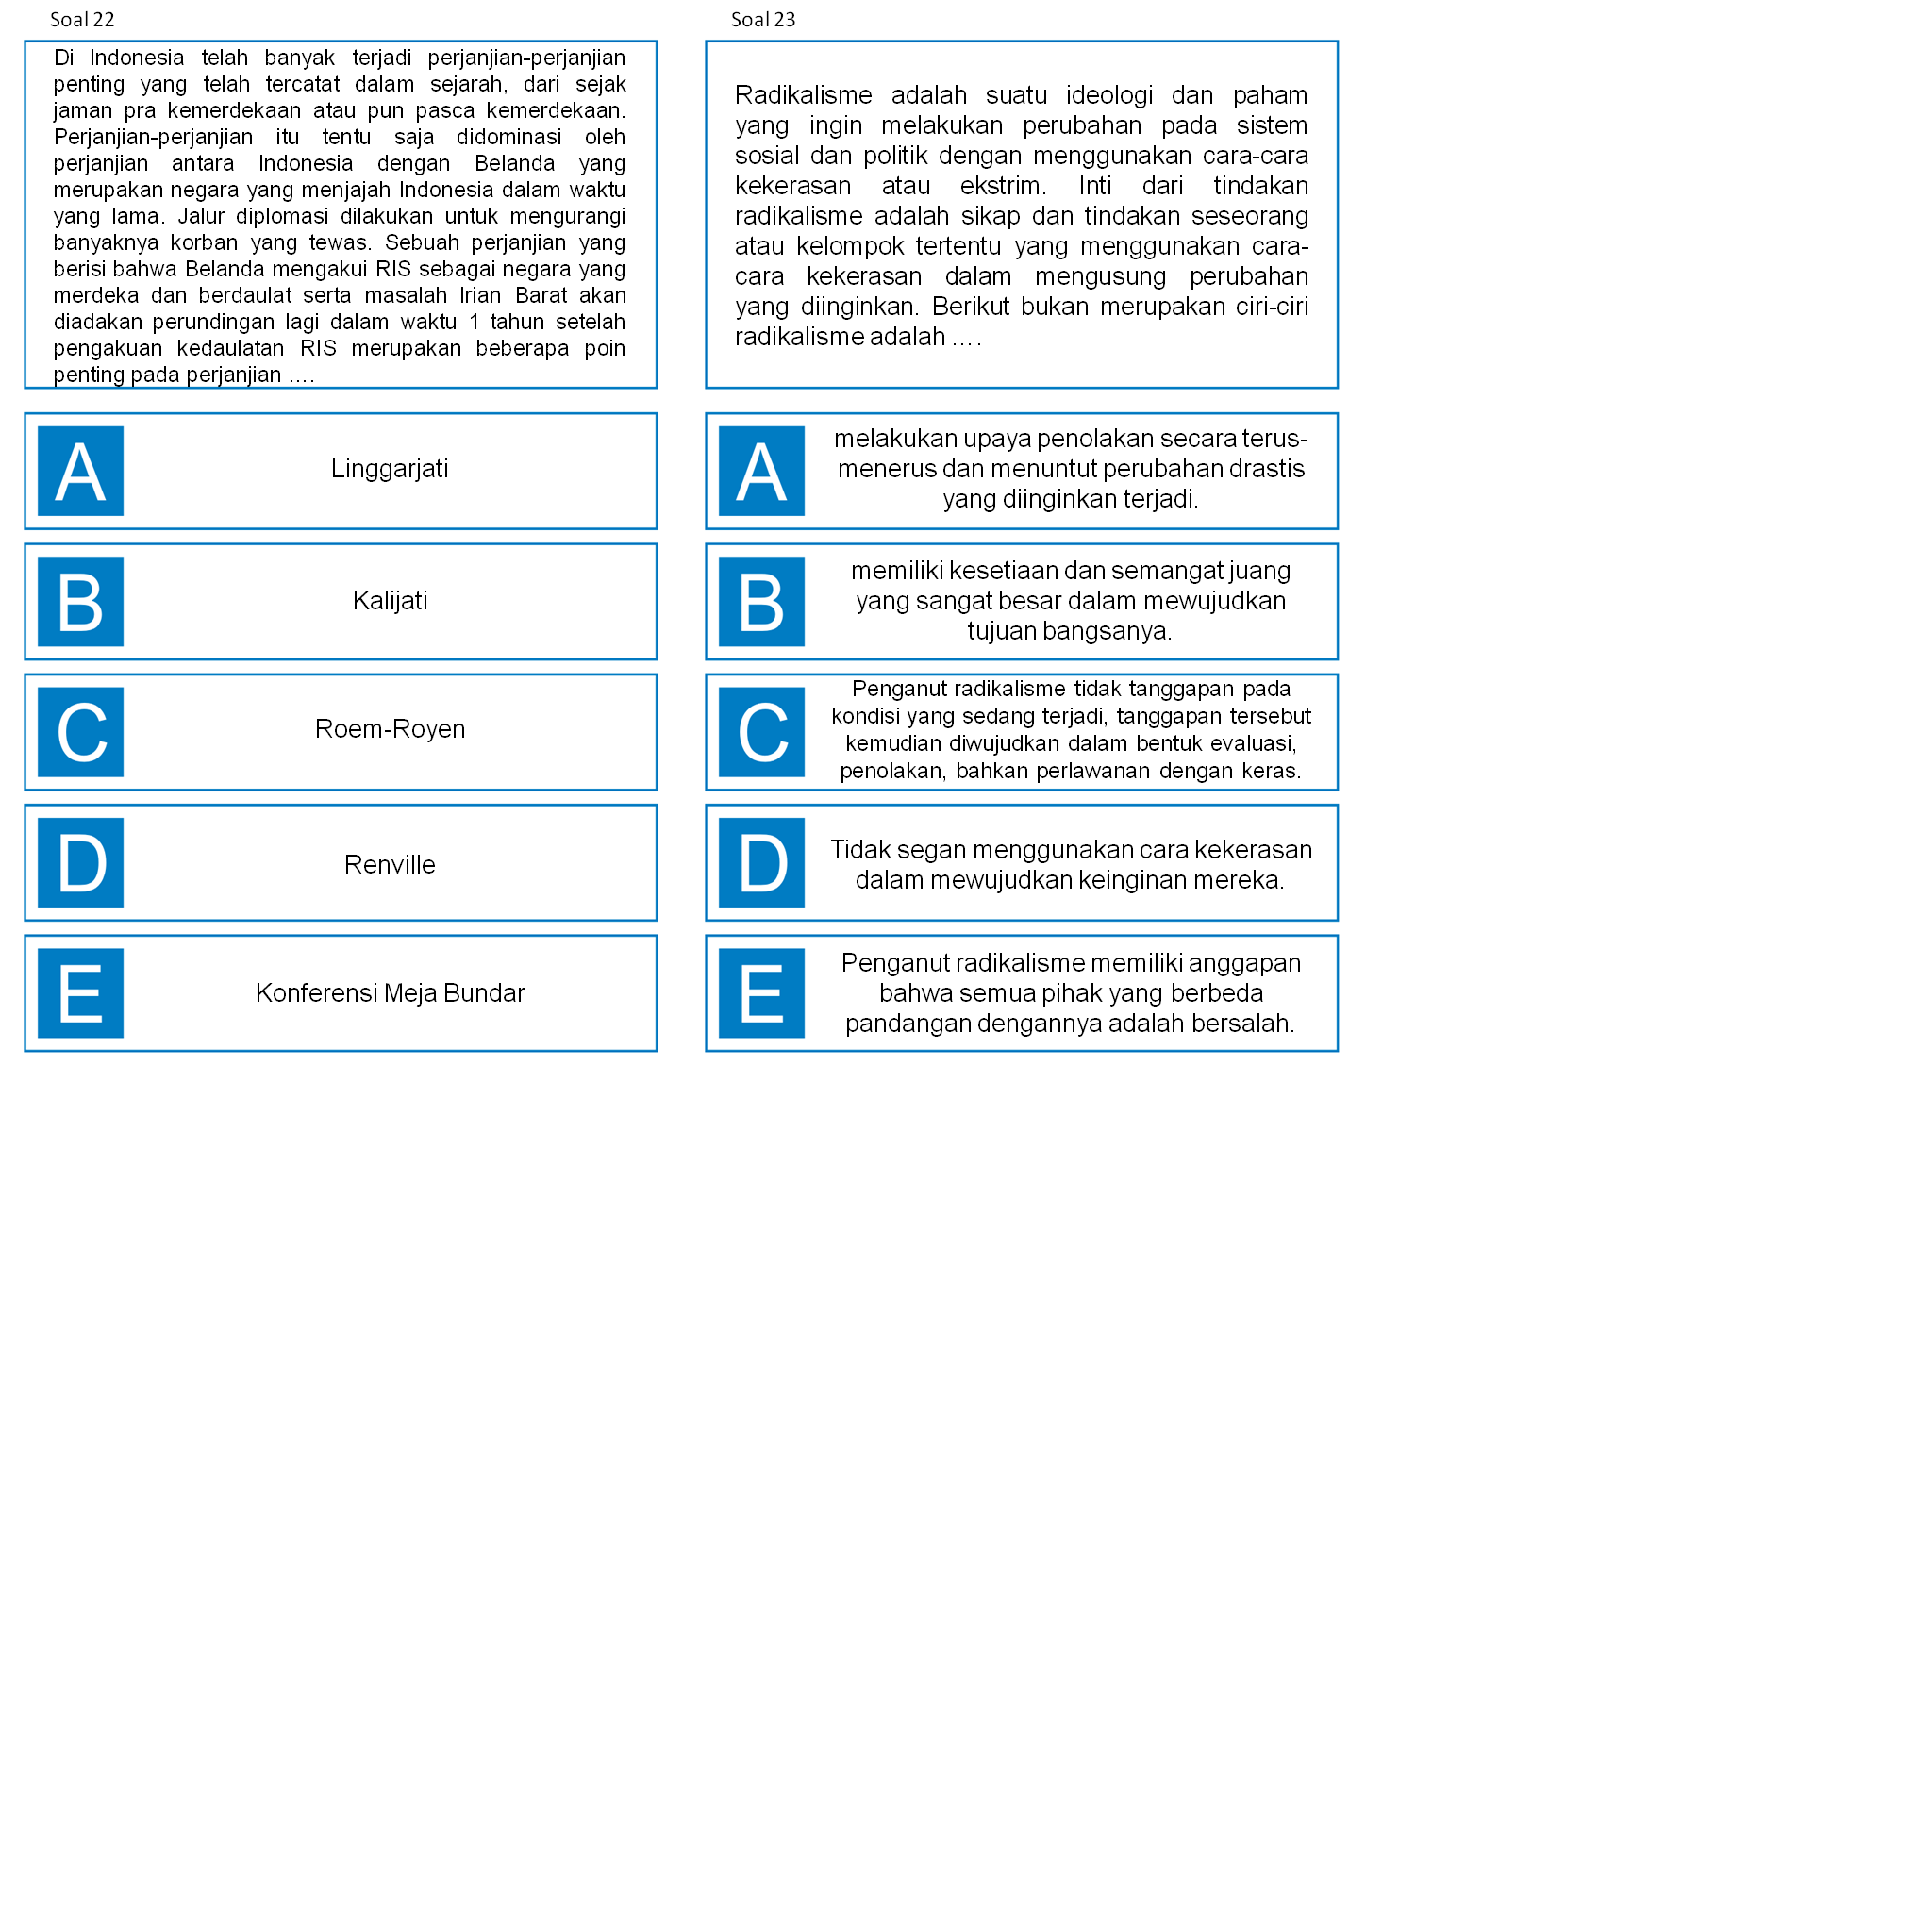 Soal 22
Di Indonesia telah banyak terjadi perjanjian-perjanjian
penting yang telah tercatat dalam sejarah, dari sejak
jaman pra kemerdekaan atau pun pasca kemerdekaan.
Perjanjian-perjanjian itu tentu saja didominasi oleh
perjanjian antara Indonesia dengan Belanda yang
merupakan negara yang menjajah Indonesia dalam waktu
yang lama. Jalur diplomasi dilakukan untuk mengurangi
banyaknya korban yang tewas. Sebuah perjanjian yang
berisi bahwa Belanda mengakui RIS sebagai negara yang
merdeka dan berdaulat serta masalah Irian Barat akan
diadakan perundingan lagi dalam waktu 1 tahun setelah
pengakuan kedaulatan RIS merupakan beberapa poin
penting pada perjanjian ....
A
Linggarjati
B
Kalijati
C
Roem-Royen
D
Renville
E
Konferensi Meja Bundar
Soal 23
Radikalisme adalah suatu ideologi dan paham
yang ingin melakukan perubahan pada sistem
sosial dan politik dengan menggunakan cara-cara
kekerasan atau ekstrim. Inti dari tindakan
radikalisme adalah sikap dan tindakan seseorang
atau kelompok tertentu yang menggunakan cara-
cara kekerasan dalam mengusung perubahan
yang diinginkan. Berikut bukan merupakan ciri-ciri
radikalisme adalah ....
A
melakukan upaya penolakan secara terus-
menerus dan menuntut perubahan drastis
yang diinginkan terjadi.
B
memiliki kesetiaan dan semangat juang
yang sangat besar dalam mewujudkan
tujuan bangsanya.
C
Penganut radikalisme tidak tanggapan pada
kondisi yang sedang terjadi, tanggapan tersebut
kemudian diwujudkan dalam bentuk evaluasi,
penolakan, bahkan perlawanan dengan keras.
D
Tidak segan menggunakan cara kekerasan
dalam mewujudkan keinginan mereka.
E
Penganut radikalisme memiliki anggapan
bahwa semua pihak yang berbeda
pandangan dengannya adalah bersalah.